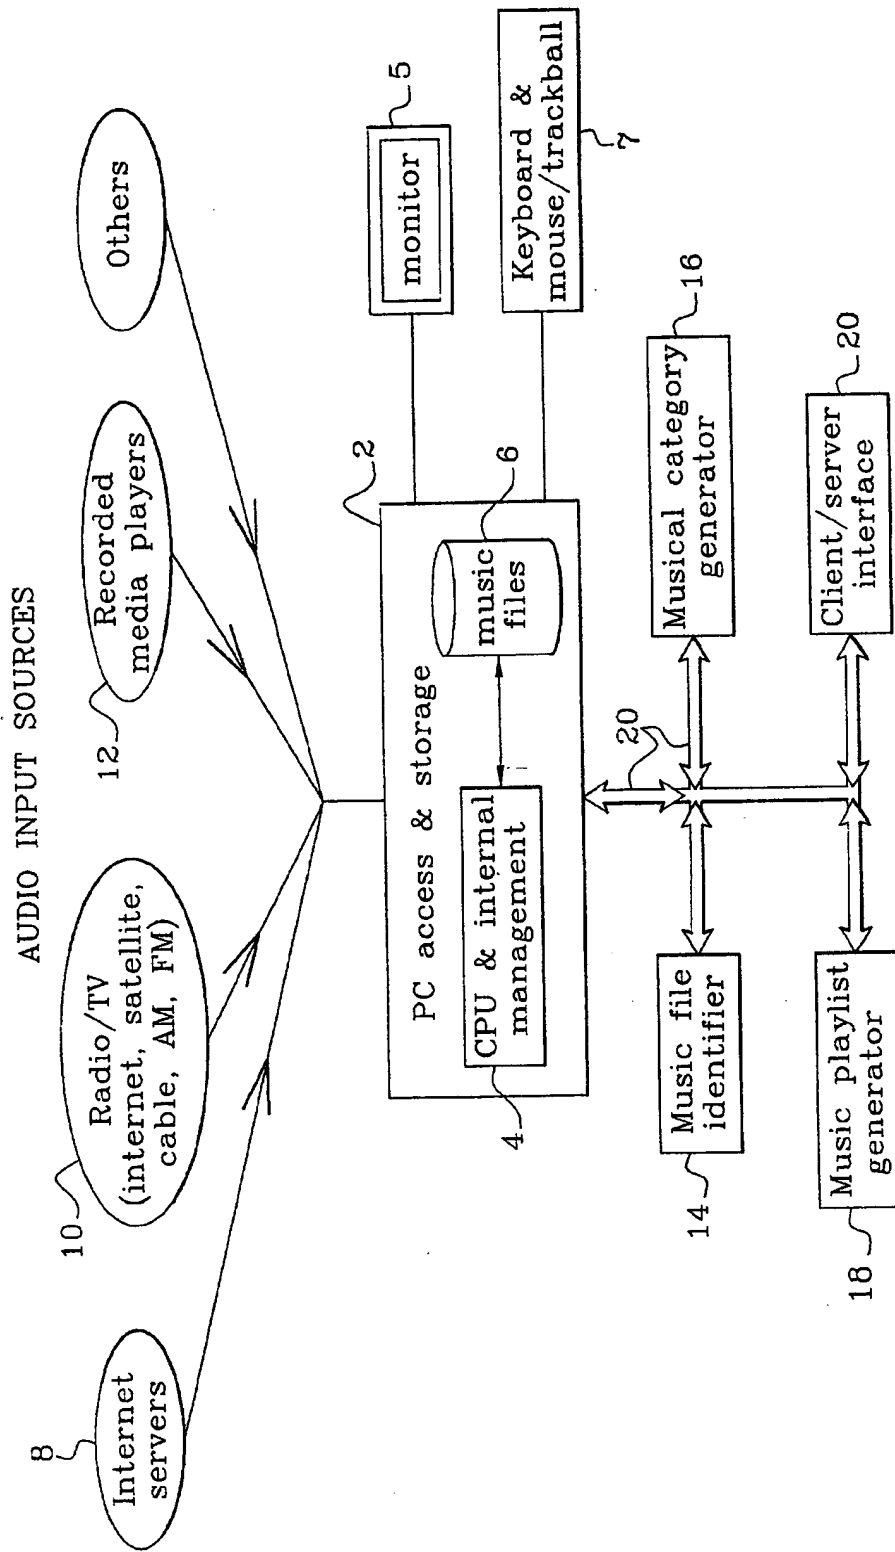 AUDIO INPUT SOURCES
8
Internet
servers
10
Radio/TV
(internet, satellite,
cable, AM, FM)
12
Recorded
media players
Others
2
PC access & storage
4
CPU & internal
management
6
music
files
5
monitor
Keyboard &
mouse/trackball
7
20
14
Music file
identifier
16
Musical category
generator
18
Music playlist
generator
20
Client/server
interface